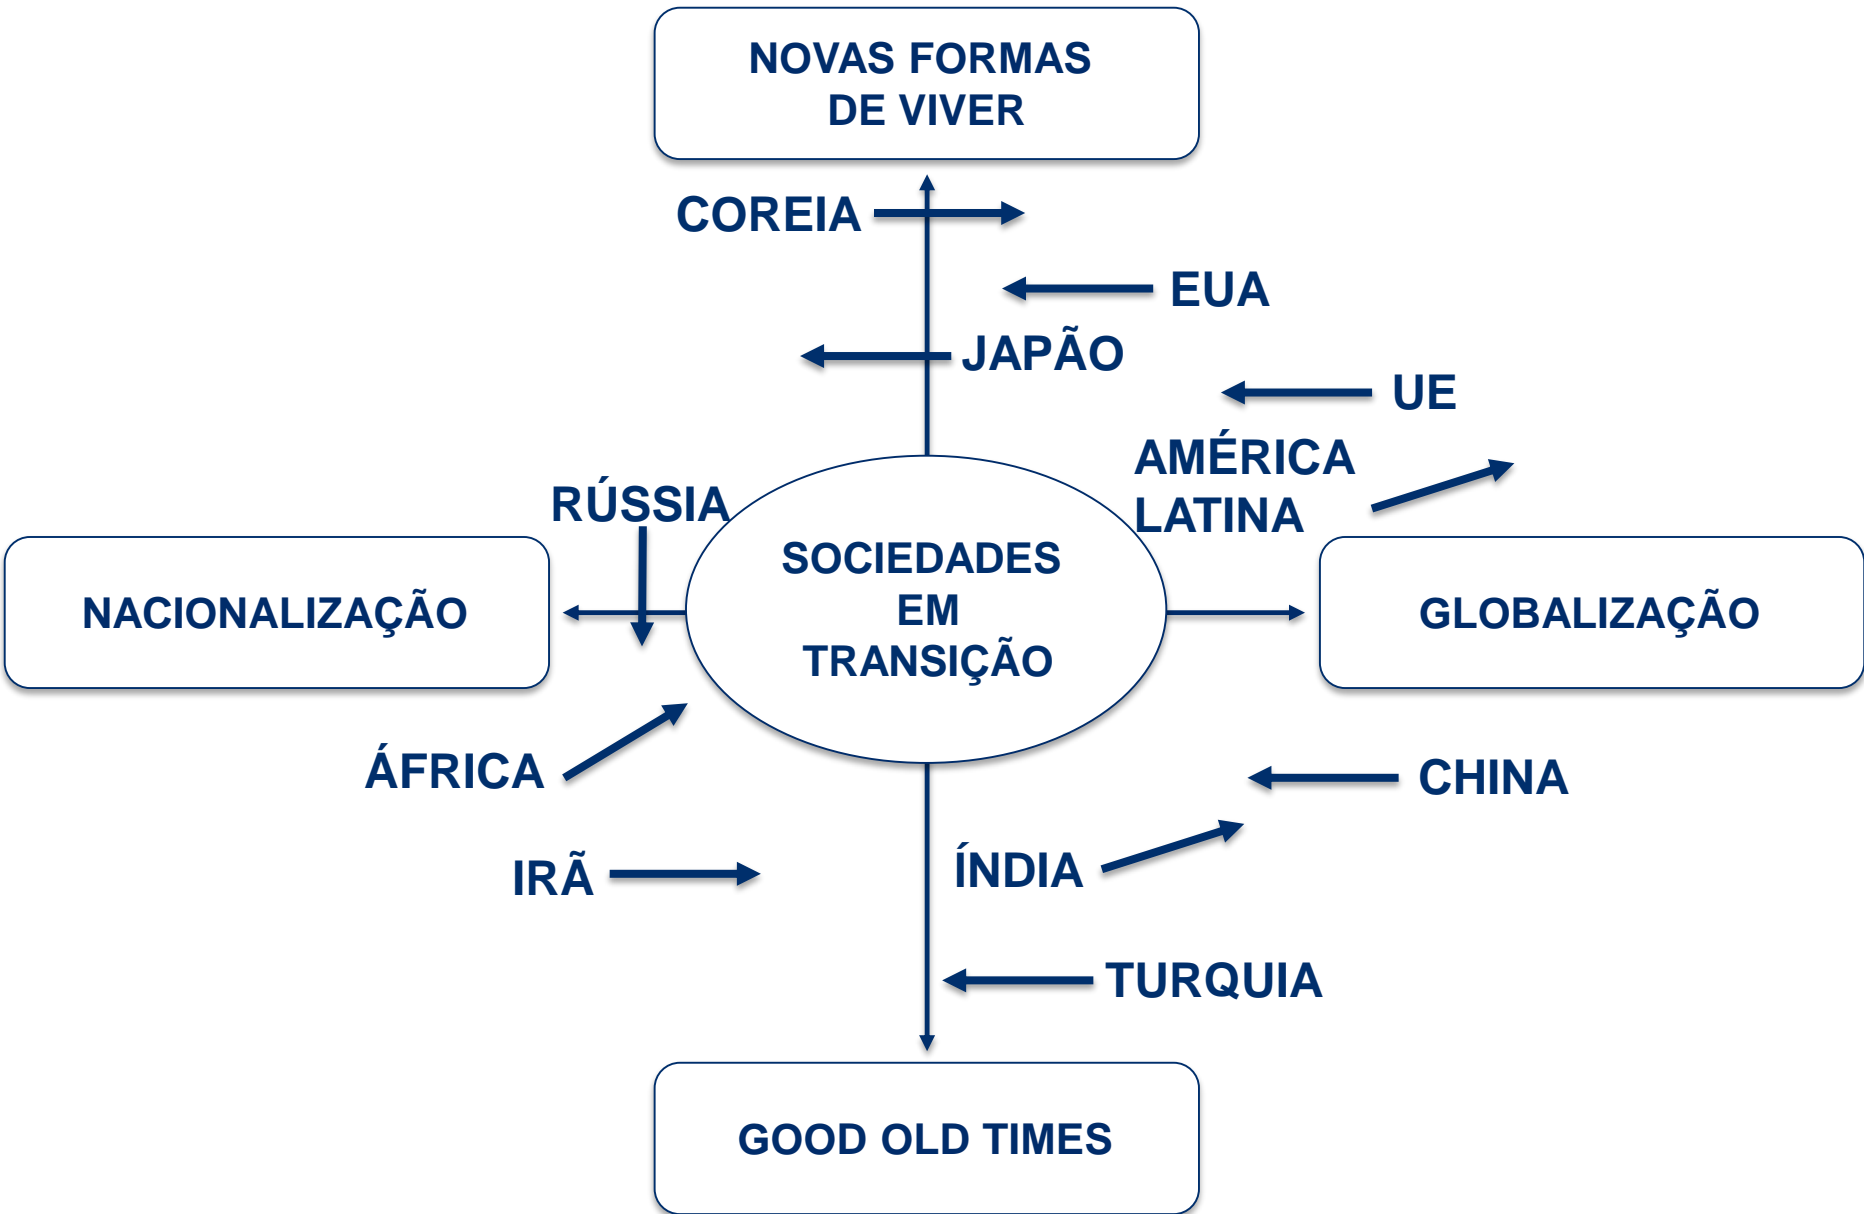 NOVAS FORMAS
DE VIVER
COREIA
EUA
JAPÃO
UE
AMÉRICA
LATINA
RÚSSIA
SOCIEDADES
EM
TRANSIÇÃO
NACIONALIZAÇÃO
GLOBALIZAÇÃO
ÁFRICA
CHINA
IRÃ
ÍNDIA
TURQUIA
GOOD OLD TIMES